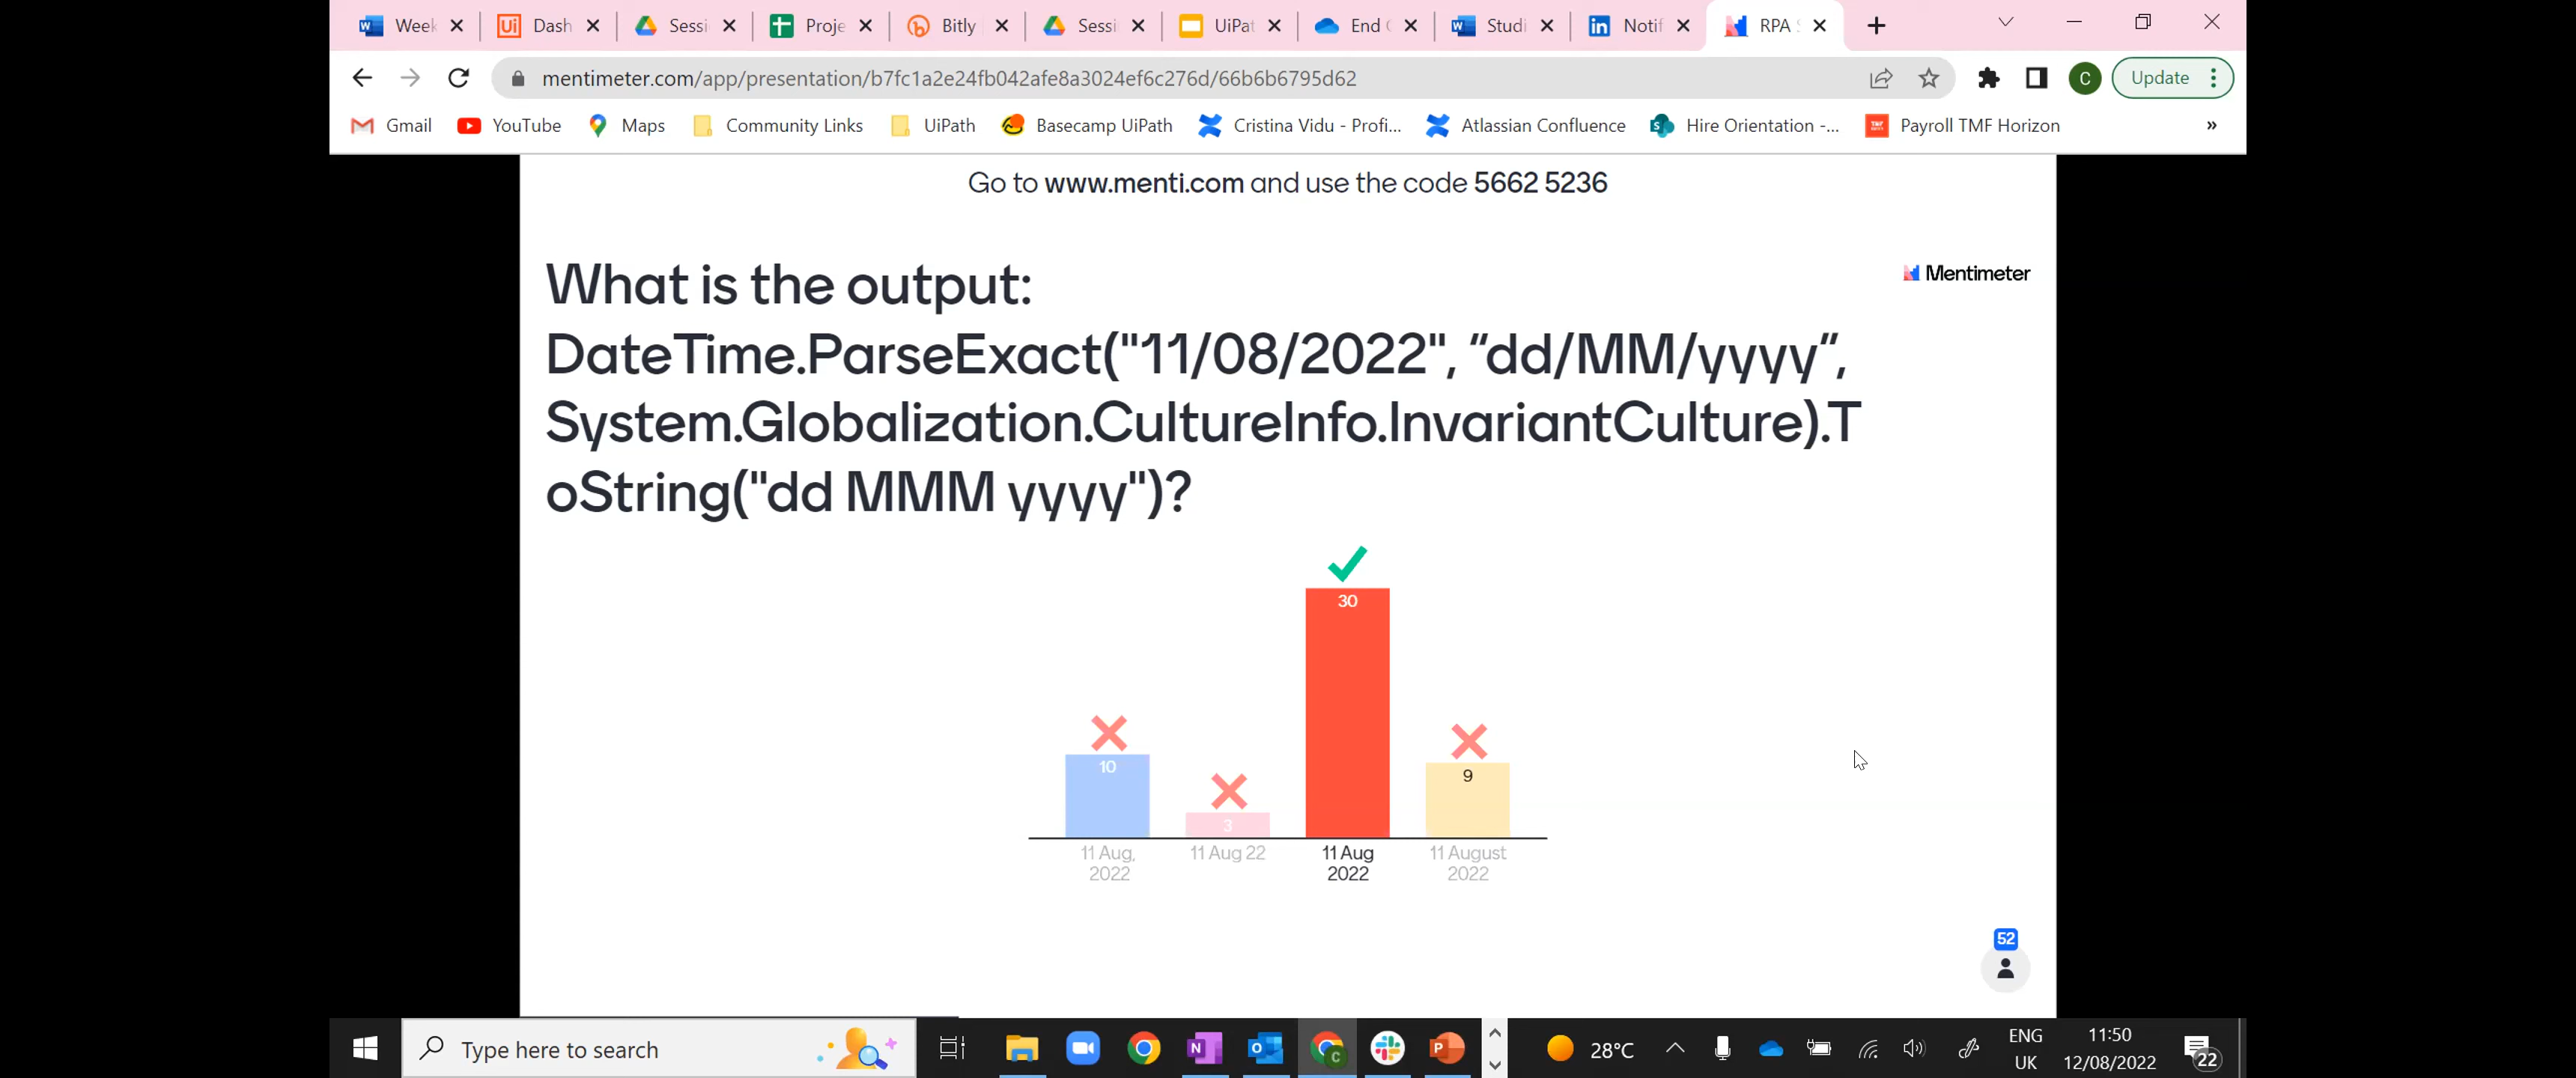 Week
Dash
Sessi
Proje
Bitly
Sessi
UiPat
End
Studi
Notif
RPA
mentimeter.com/app/presentation/b7fc1a2e24fb042afe8a3024ef6c276d/66b6b6795d62
C
Update
Gmail
YouTube
Maps
Community Links
UiPath
Basecamp UiPath
Cristina Vidu - Profi...
Atlassian Confluence
Hire Orientation -...
Payroll TMF Horizon
»
Go to www.menti.com and use the code 5662 5236
Mentimeter
What is the output:
DateTime.ParseExact("11/08/2022", “dd/MM/yyyy“,
System.Globalization.CultureInfo.InvariantCulture).T
oString("dd MMM yyyy")?
30
10
9
3
11 Aug,
2022
11 Aug 22
11 Aug
2022
11 August
2022
52
Type here to search
28°C
ENG
UK
11:50
12/08/2022
22